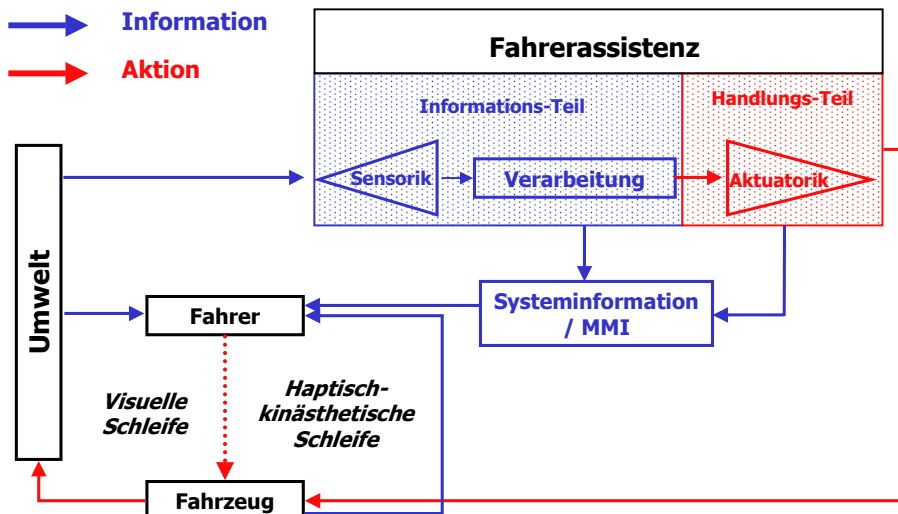 Information
Aktion
Fahrerassistenz
Informations-Teil
Handlungs-Teil
Sensorik
Verarbeitung
Aktuatorik
Umwelt
Fahrer
Systeminformation
/ MMI
Visuelle
Schleife
Haptisch-
kinästhetische
Schleife
Fahrzeug